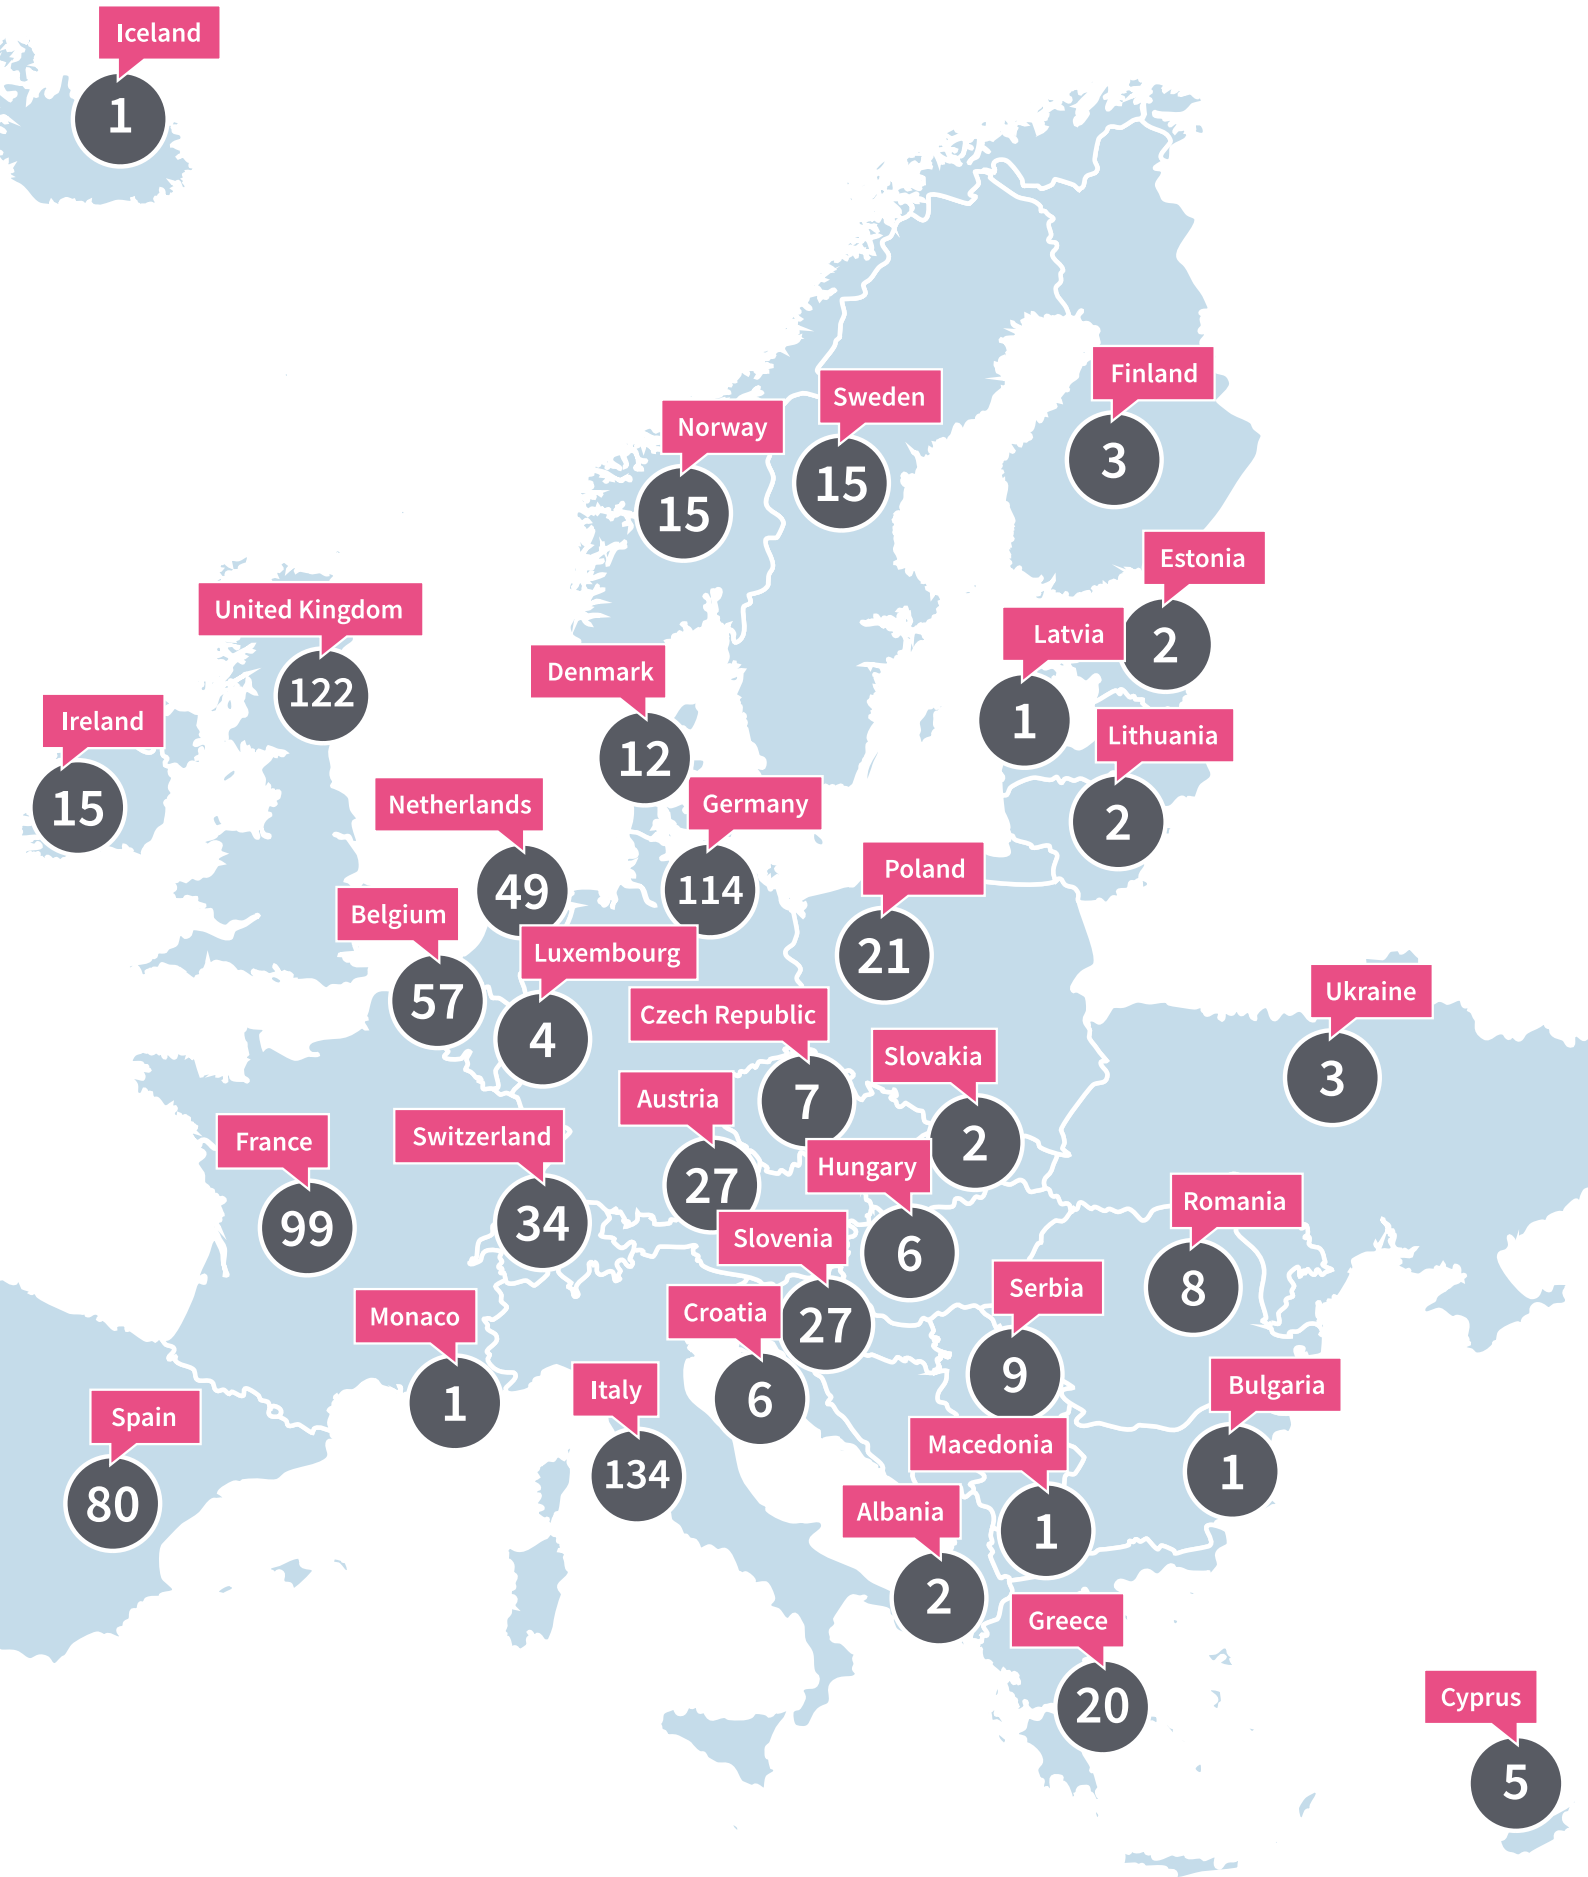 Iceland
1
Finland
3
Sweden
15
Norway
15
Estonia
2
United Kingdom
122
Latvia
1
Denmark
12
Ireland
15
Lithuania
2
Netherlands
49
Germany
114
Poland
21
Belgium
57
Luxembourg
4
Ukraine
3
Czech Republic
7
Slovakia
2
Austria
27
Switzerland
34
France
99
Hungary
6
Romania
8
Slovenia
27
Serbia
9
Croatia
6
Monaco
1
Bulgaria
1
Italy
134
Spain
80
Macedonia
1
Albania
2
Greece
20
Cyprus
5